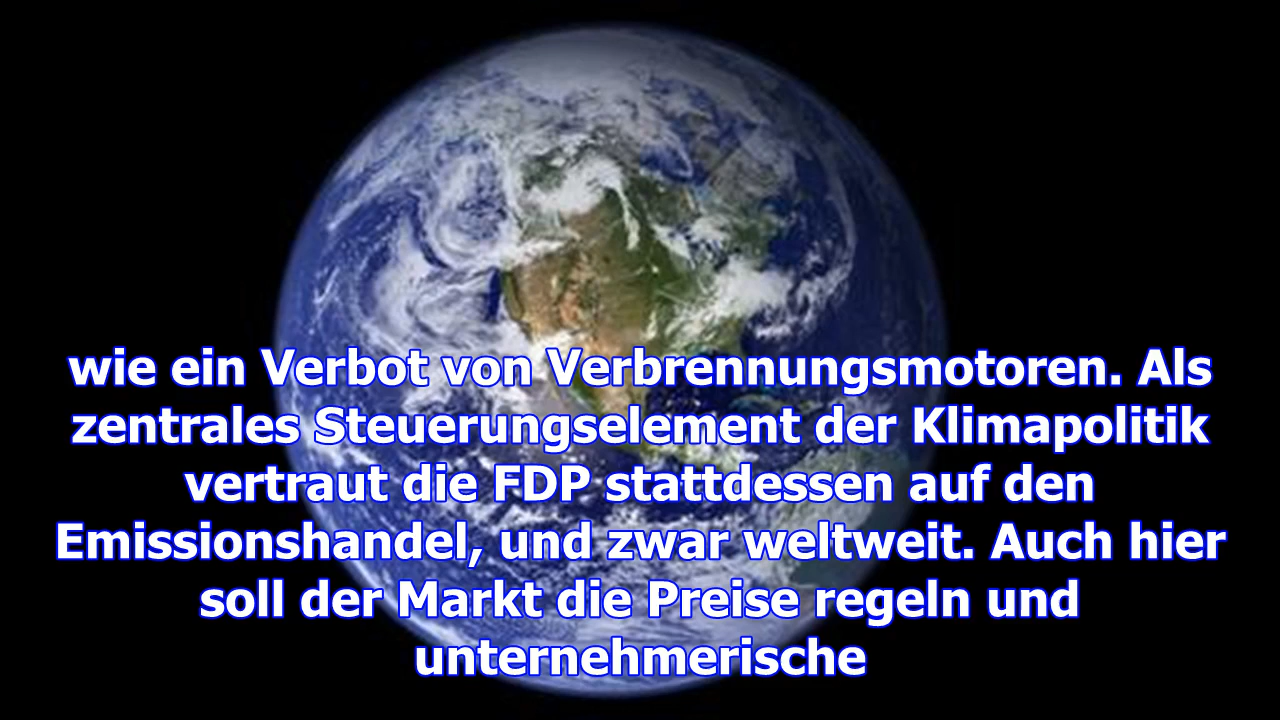 wie ein Verbot von Verbrennungsmotoren. Als
zentrales Steuerungselement der Klimapolitik
vertraut die FDP stattdessen auf den
Emissionshandel, und zwar weltweit. Auch hier
soll der Markt die Preise regeln und
unternehmerische